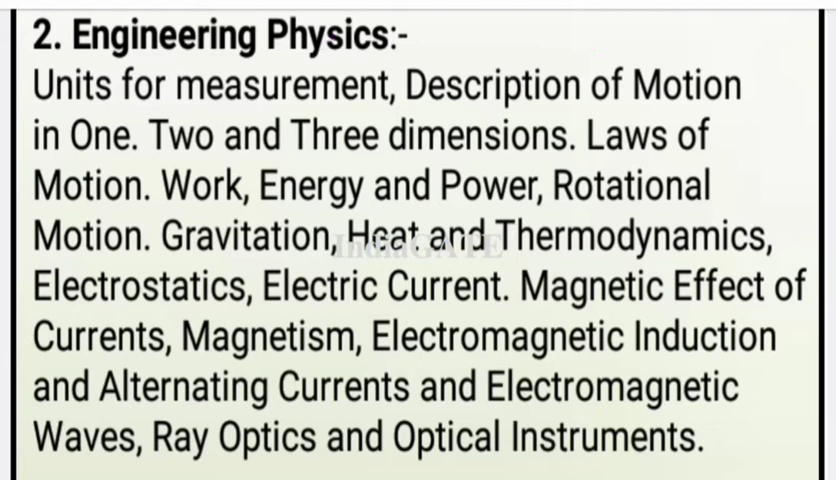 2. Engineering Physics:-
Units for measurement, Description of Motion
in One. Two and Three dimensions. Laws of
Motion. Work, Energy and Power, Rotational
Motion. Gravitation, Heat and Thermodynamics,
IndiaGATE
Electrostatics, Electric Current. Magnetic Effect of
Currents, Magnetism, Electromagnetic Induction
and Alternating Currents and Electromagnetic
Waves, Ray Optics and Optical Instruments.